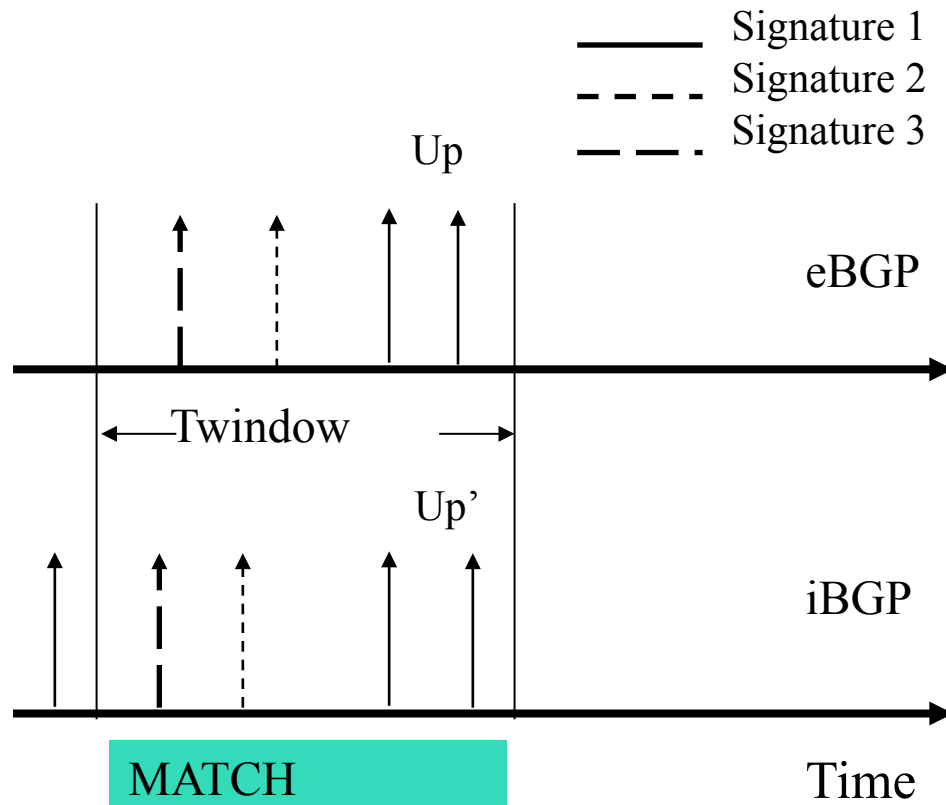 Signature 1
Signature 2
Signature 3
Up
eBGP
Twindow
Up’
iBGP
MATCH
Time